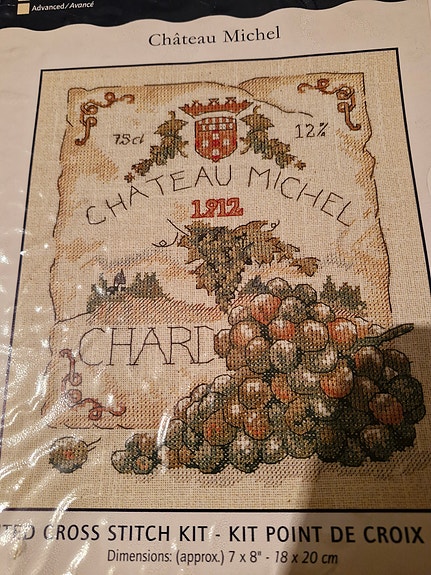 Advanced/Avancé
Château Michel
75cl
12%
CHATEAU MICHEL
1912
CHARD
TED CROSS STITCH KIT - KIT POINT DE CROIX
Dimensions: (approx.) 7 x 8" - 18 x 20 cm